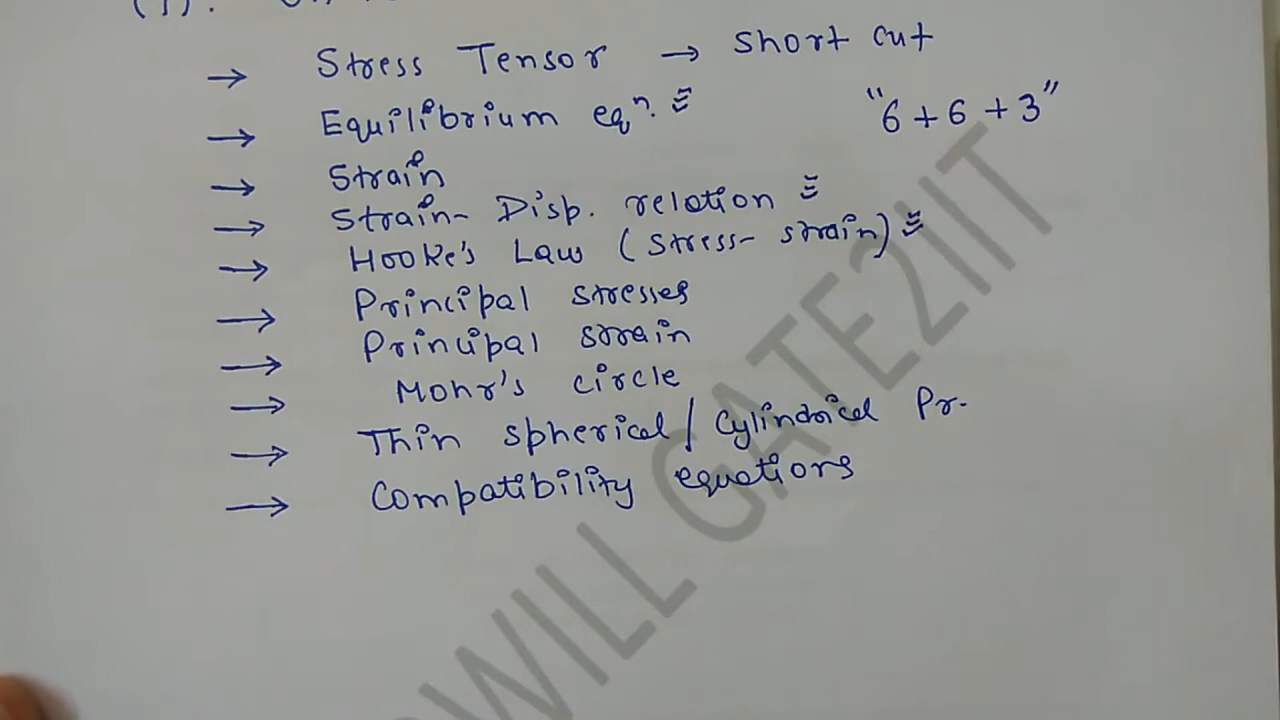 (1).
→ Stress Tensor → short cut
→ Equilibrium eqⁿ.
"6 + 6 + 3"
→ Strain
→ Strain- Disp. relation
→ Hooke's Law (stress- strain)
→ Principal stresses
→ Principal strain
→ Mohr's circle
→ Thin spherical / cylindrical Pr.
→ Compatibility equations
WILL GATE2IIT